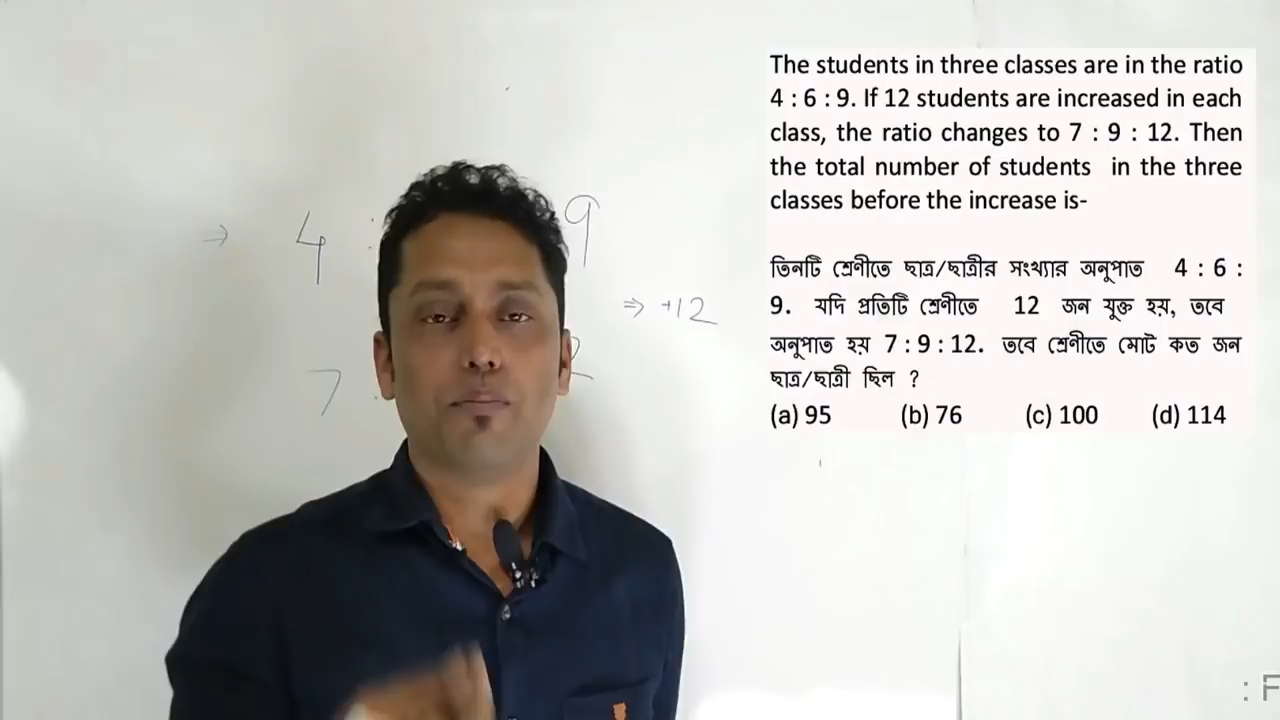 The students in three classes are in the ratio
4 : 6 : 9. If 12 students are increased in each
class, the ratio changes to 7 : 9 : 12. Then
the total number of students in the three
classes before the increase is-
তিনটি শ্রেণীতে ছাত্র/ছাত্রীর সংখ্যার অনুপাত 4 : 6 :
9. যদি প্রতিটি শ্রেণীতে 12 জন যুক্ত হয়, তবে
অনুপাত হয় 7 : 9 : 12. তবে শ্রেণীতে মোট কত জন
ছাত্র/ছাত্রী ছিল ?
(a) 95 (b) 76 (c) 100 (d) 114
⇒ 4 : 9
⇒ +12
7 : 2
: F